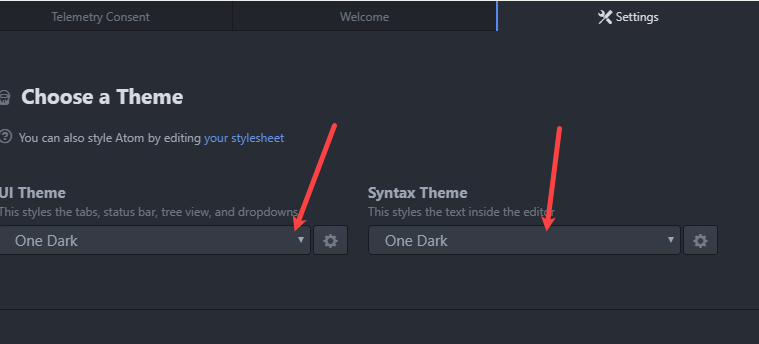 Telemetry Consent
Welcome
Settings
Choose a Theme
You can also style Atom by editing your stylesheet
UI Theme
Syntax Theme
This styles the tabs, status bar, tree view, and dropdowns
This styles the text inside the editor
One Dark
One Dark